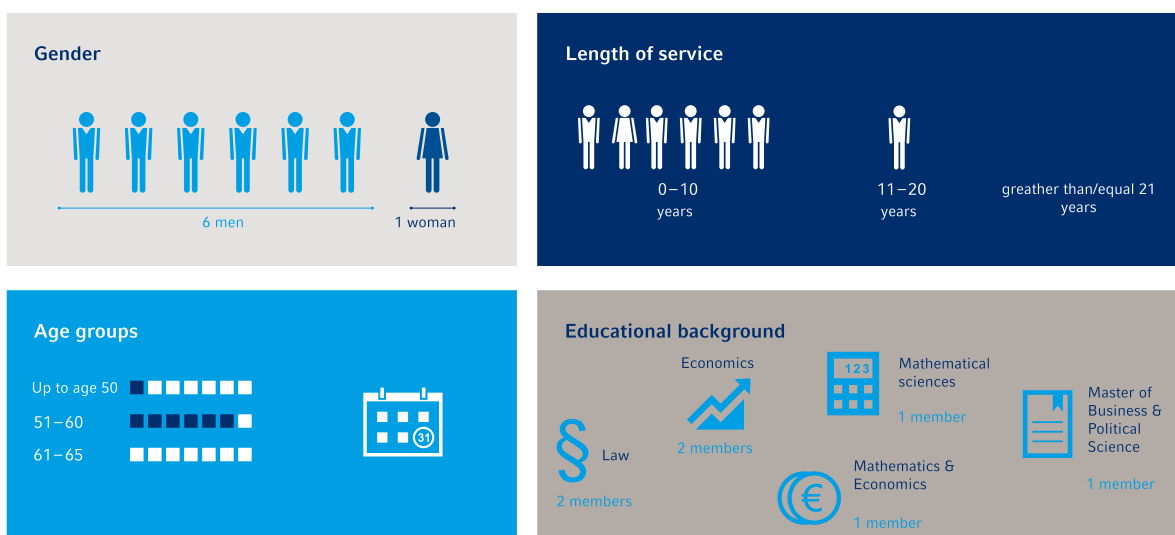 Gender
6 men
1 woman
Length of service
0–10
years
11–20
years
greather than/equal 21
years
Age groups
Up to age 50
51–60
61–65
31
Educational background
Law
2 members
Economics
2 members
123
Mathematical
sciences
1 member
Mathematics &
Economics
1 member
Master of
Business &
Political
Science
1 member
§
€